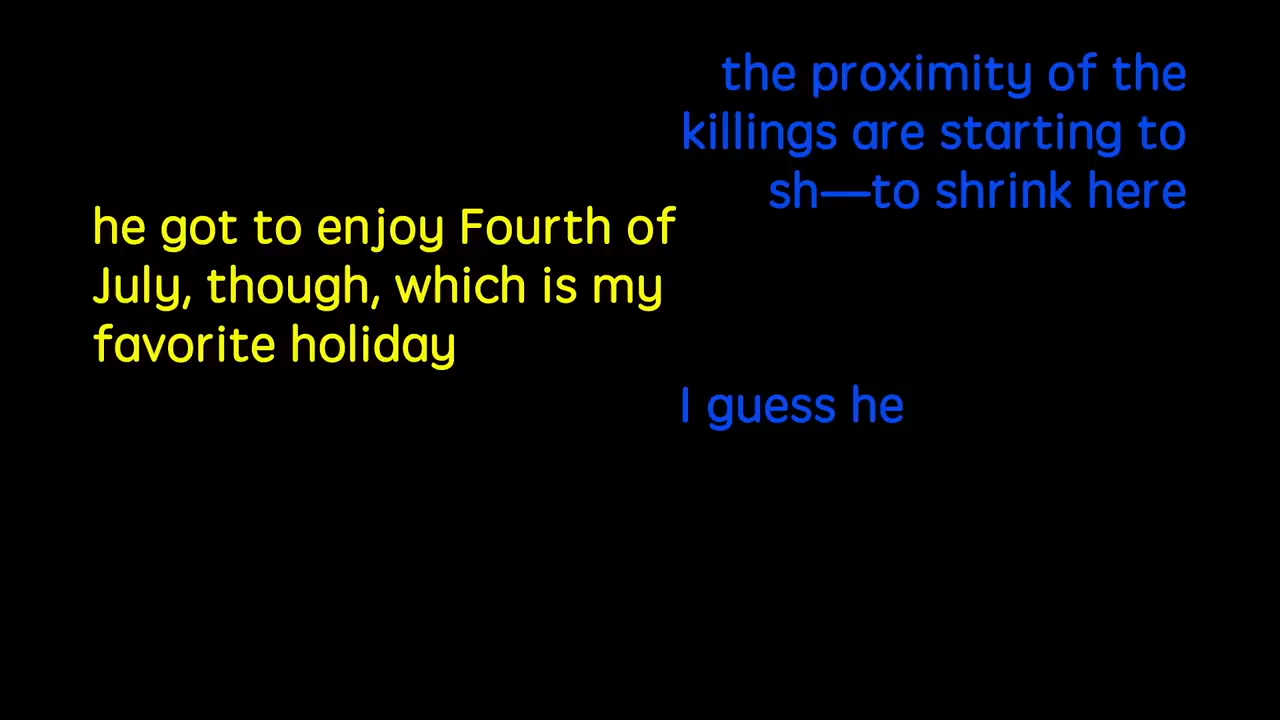 the proximity of the
killings are starting to
sh—to shrink here
he got to enjoy Fourth of
July, though, which is my
favorite holiday
I guess he